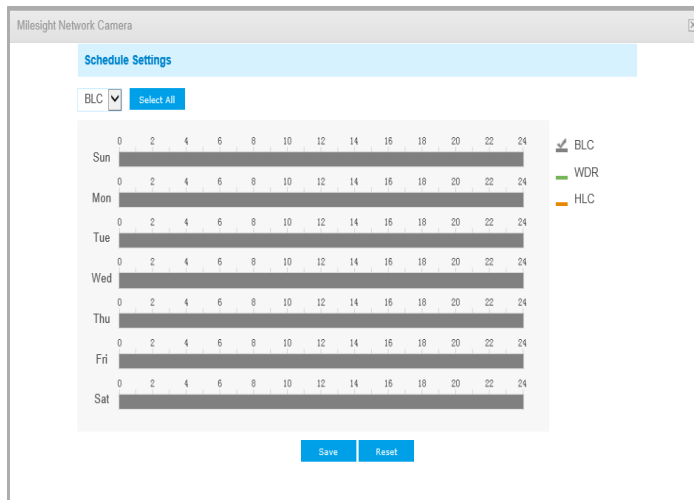 Milesight Network Camera
Schedule Settings
BLC Select All
0 2 4 6 8 10 12 14 16 18 20 22 24
Sun
0 2 4 6 8 10 12 14 16 18 20 22 24
Mon
0 2 4 6 8 10 12 14 16 18 20 22 24
Tue
0 2 4 6 8 10 12 14 16 18 20 22 24
Wed
0 2 4 6 8 10 12 14 16 18 20 22 24
Thu
0 2 4 6 8 10 12 14 16 18 20 22 24
Fri
0 2 4 6 8 10 12 14 16 18 20 22 24
Sat
BLC
WDR
HLC
Save Reset